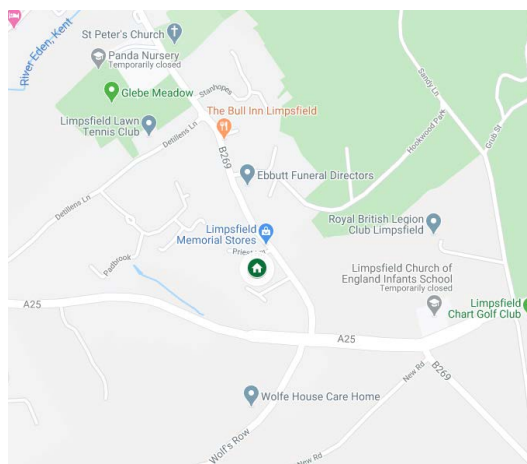 St Peter's Church
River Eden, Kent
Panda Nursery
Temporarily closed
Glebe Meadow
Stanhopes
Sandy Ln
The Bull Inn Limpsfield
Limpsfield Lawn
Tennis Club
Detillens Ln
B269
Hookwood Park
Grub St
Ebbutt Funeral Directors
Detillens Ln
Royal British Legion
Club Limpsfield
Limpsfield
Memorial Stores
Padbrook
Limpsfield Church of
England Infants School
Temporarily closed
A25
Limpsfield
Chart Golf Club
A25
New Rd
B269
Wolfe House Care Home
Wolf's Row
New Rd